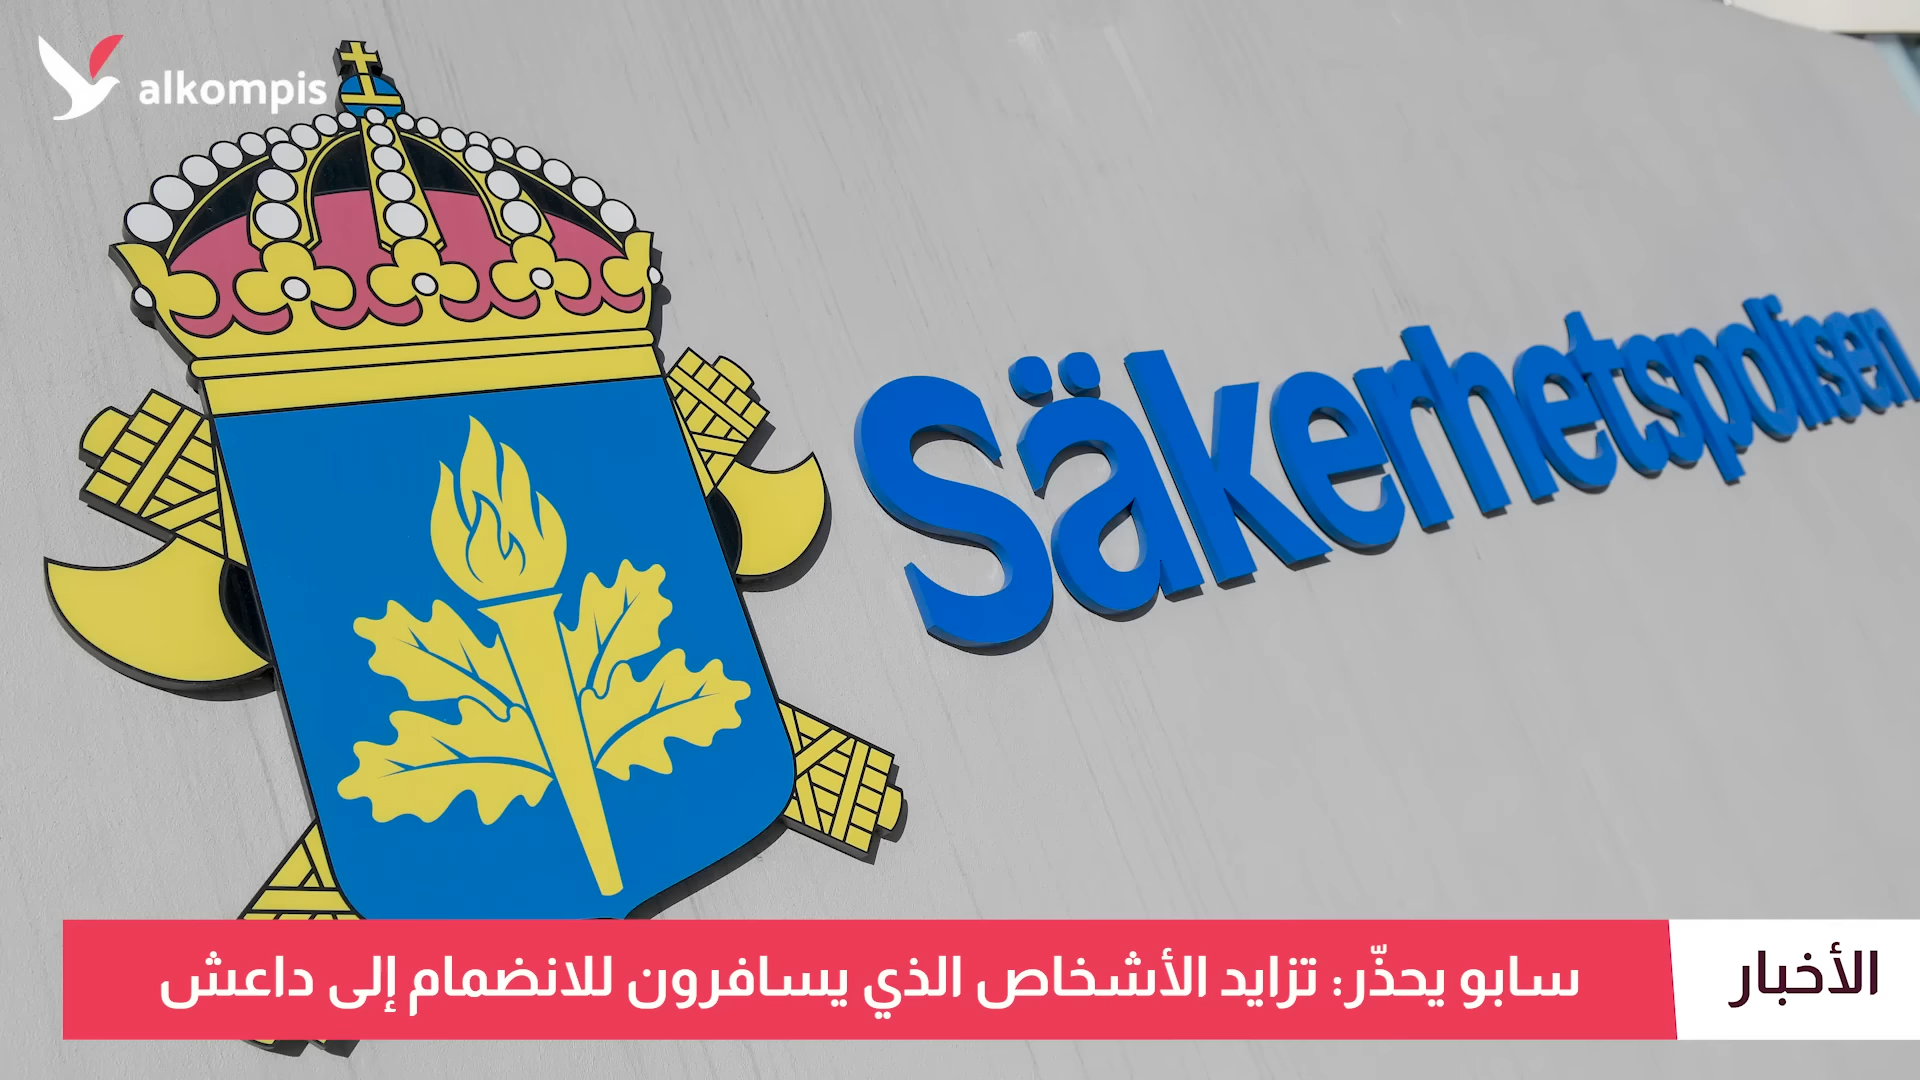 alkompis
Säkerhetspolisen
الأخبار
سابو يحذّر: تزايد الأشخاص الذي يسافرون للانضمام إلى داعش